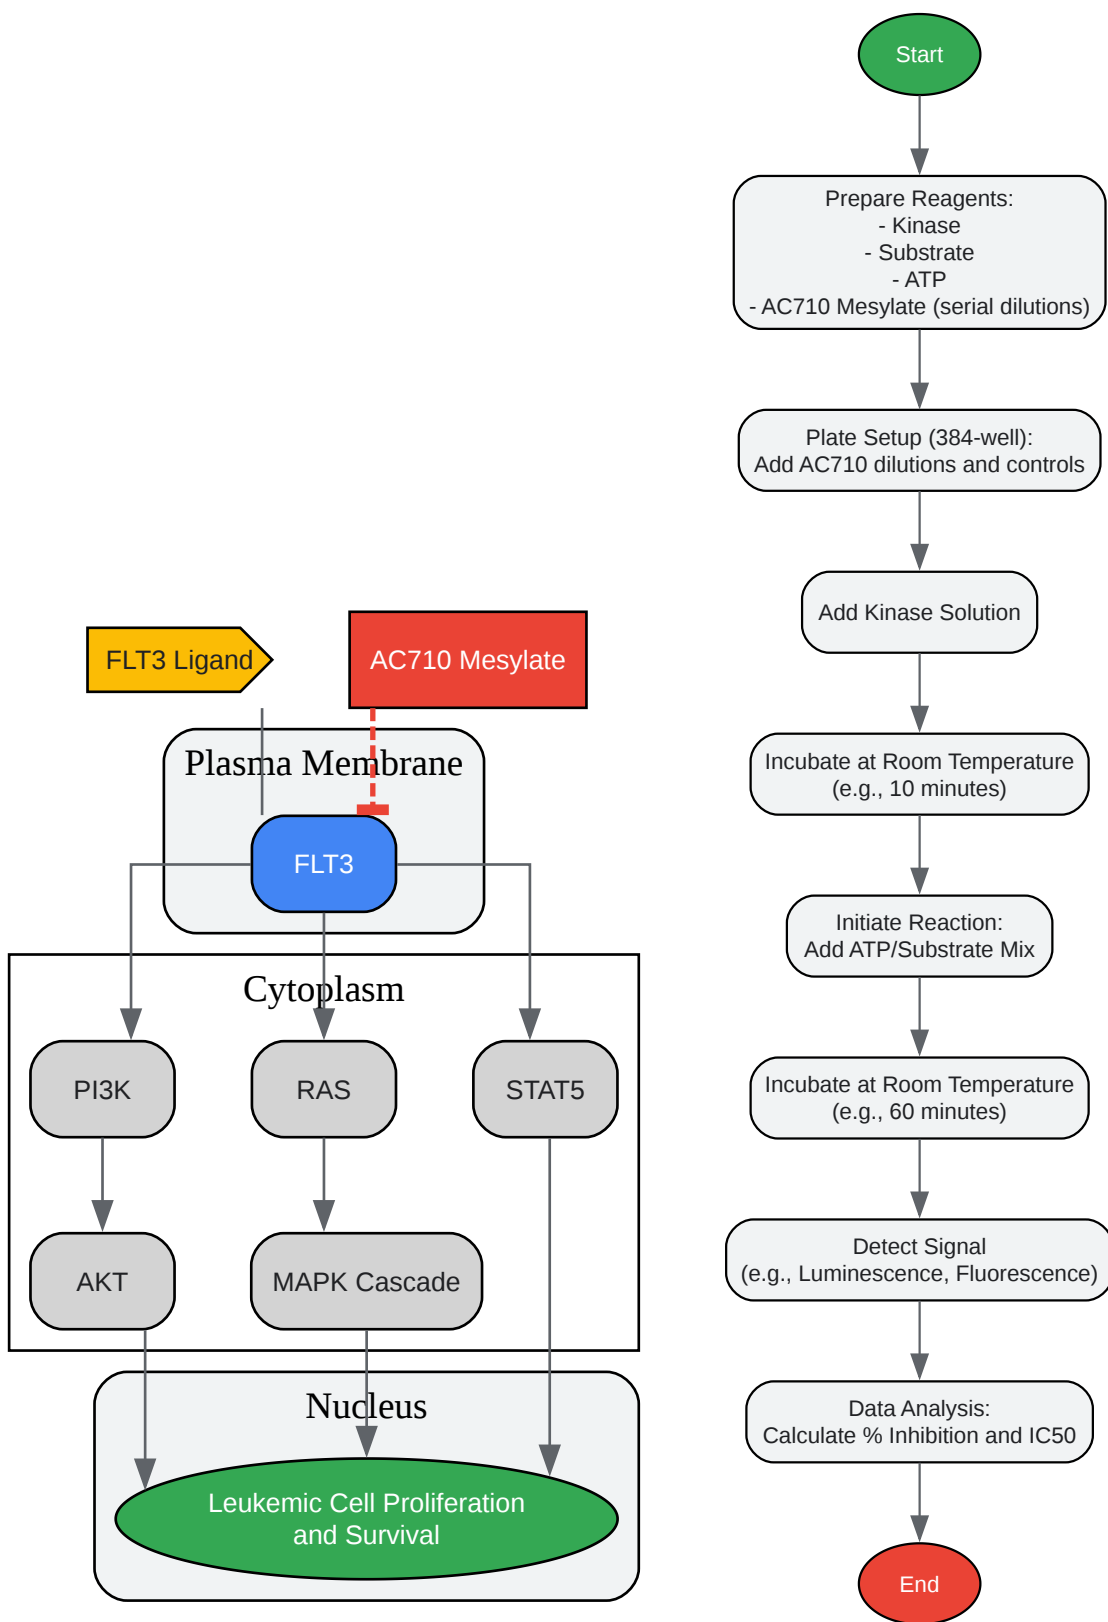 FLT3 Ligand
AC710 Mesylate
Plasma Membrane
FLT3
Cytoplasm
PI3K
RAS
STAT5
AKT
MAPK Cascade
Nucleus
Leukemic Cell Proliferation
and Survival
Start
Prepare Reagents:
- Kinase
- Substrate
- ATP
- AC710 Mesylate (serial dilutions)
Plate Setup (384-well):
Add AC710 dilutions and controls
Add Kinase Solution
Incubate at Room Temperature
(e.g., 10 minutes)
Initiate Reaction:
Add ATP/Substrate Mix
Incubate at Room Temperature
(e.g., 60 minutes)
Detect Signal
(e.g., Luminescence, Fluorescence)
Data Analysis:
Calculate % Inhibition and IC50
End